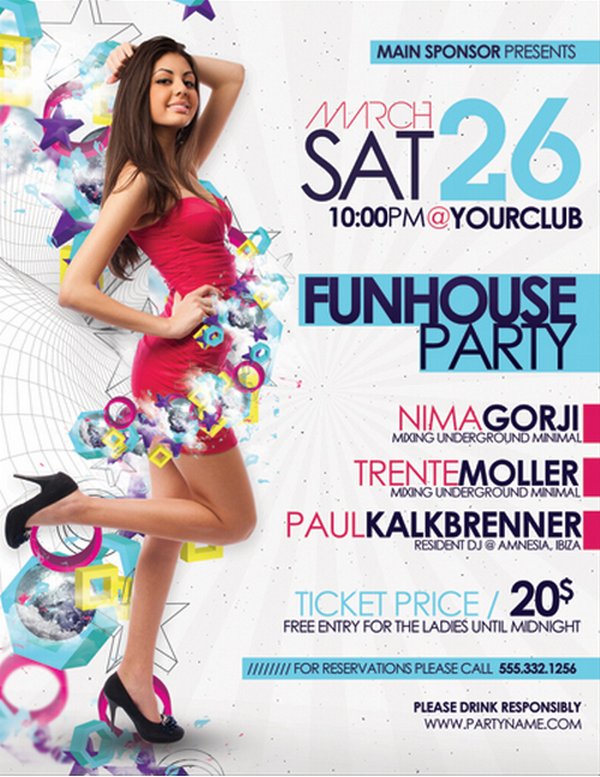 MAIN SPONSOR PRESENTS
MARCH
SAT 26
10:00PM@YOURCLUB
FUNHOUSE
PARTY
NIMAGORJI
MIXING UNDERGROUND MINIMAL
TRENTEMOLLER
MIXING UNDERGROUND MINIMAL
PAULKALKBRENNER
RESIDENT DJ @ AMNESIA, IBIZA
TICKET PRICE / 20$
FREE ENTRY FOR THE LADIES UNTIL MIDNIGHT
//////// FOR RESERVATIONS PLEASE CALL 555.332.1256
PLEASE DRINK RESPONSIBLY
WWW.PARTYNAME.COM